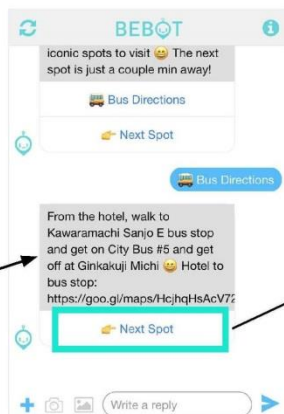 BEBOT
iconic spots to visit 😄 The next
spot is just a couple min away!
🚌 Bus Directions
👉 Next Spot
🚌 Bus Directions
From the hotel, walk to
Kawaramachi Sanjo E bus stop
and get on City Bus #5 and get
off at Ginkakuji Michi 😄 Hotel to
bus stop:
https://goo.gl/maps/HcjhqHsAcV72
👉 Next Spot
Write a reply